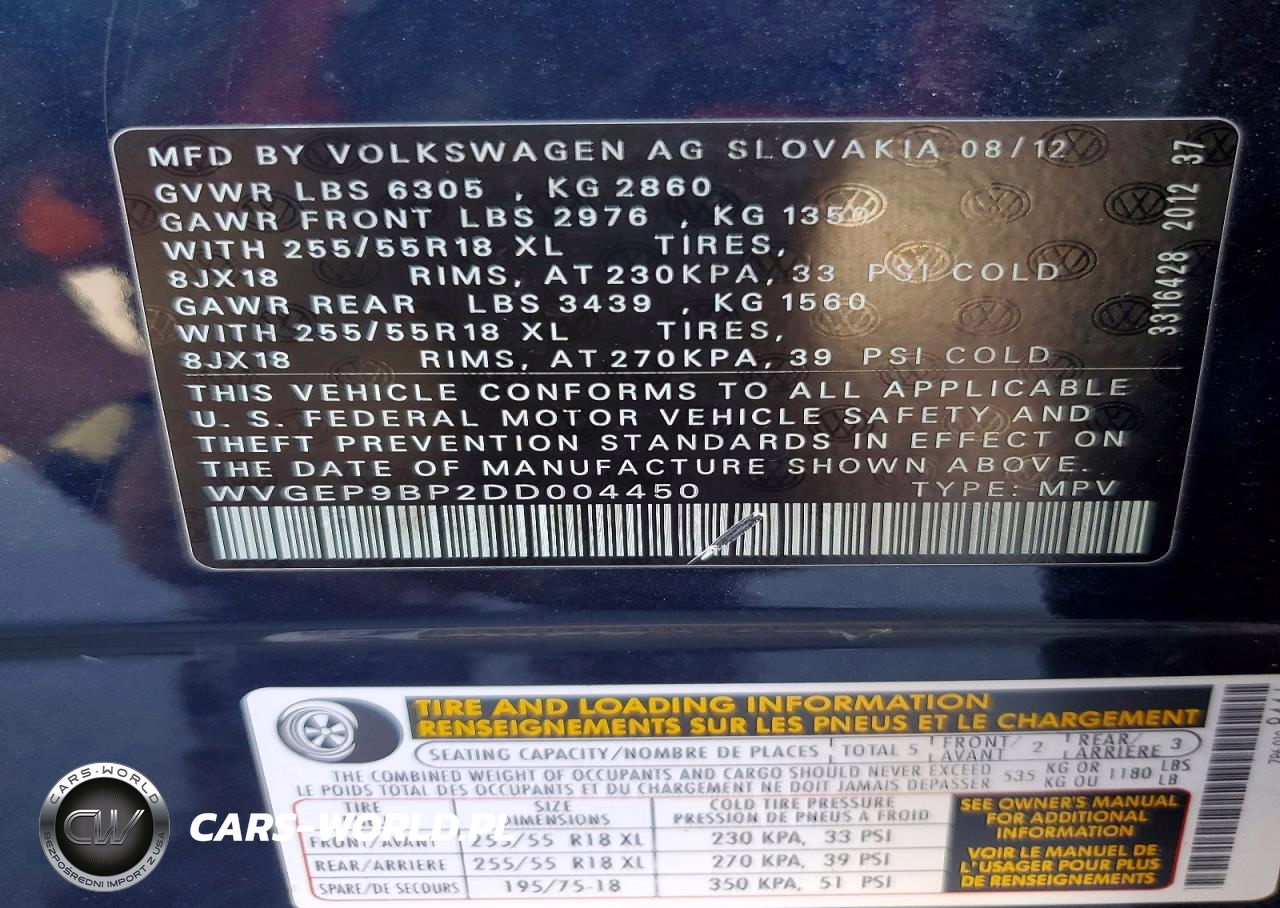 MFD BY VOLKSWAGEN AG SLOVAKIA 08/12
GVWR LBS 6305 , KG 2860
GAWR FRONT LBS 2976 , KG 1350
WITH 255/55R18 XL TIRES,
8JX18 RIMS, AT 230KPA, 33 PSI COLD
GAWR REAR LBS 3439 , KG 1560
WITH 255/55R18 XL TIRES,
8JX18 RIMS, AT 270KPA, 39 PSI COLD
3316428 2012 37
THIS VEHICLE CONFORMS TO ALL APPLICABLE
U. S. FEDERAL MOTOR VEHICLE SAFETY AND
THEFT PREVENTION STANDARDS IN EFFECT ON
THE DATE OF MANUFACTURE SHOWN ABOVE.
WVGEP9BP2DD004450 TYPE: MPV
TIRE AND LOADING INFORMATION
RENSEIGNEMENTS SUR LES PNEUS ET LE CHARGEMENT
SEATING CAPACITY/NOMBRE DE PLACES TOTAL 5 FRONT/AVANT 2 REAR/ARRIÈRE 3
THE COMBINED WEIGHT OF OCCUPANTS AND CARGO SHOULD NEVER EXCEED 535 KG OR 1180 LBS
LE POIDS TOTAL DES OCCUPANTS ET DU CHARGEMENT NE DOIT JAMAIS DEPASSER KG OU LB
TIRE SIZE COLD TIRE PRESSURE
DIMENSIONS PRESSION DE PNEUS A FROID
FRONT/AVANT 255/55 R18 XL 230 KPA, 33 PSI
REAR/ARRIERE 255/55 R18 XL 270 KPA, 39 PSI
SPARE/DE SECOURS 195/75-18 350 KPA, 51 PSI
SEE OWNER'S MANUAL
FOR ADDITIONAL
INFORMATION
VOIR LE MANUEL DE
L'USAGER POUR PLUS
DE RENSEIGNEMENTS
CARS-WORLD
CW
BEZPOŚREDNI IMPORT Z USA
CARS-WORLD.PL